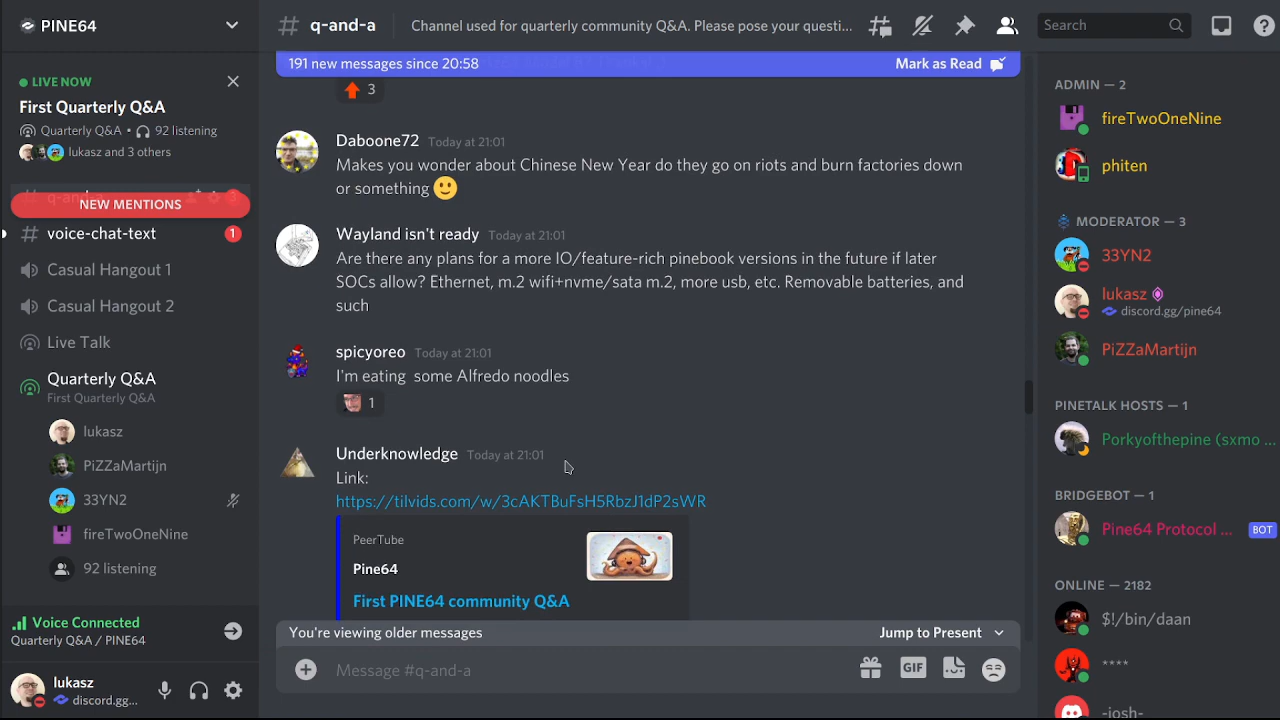 PINE64
LIVE NOW
First Quarterly Q&A
Quarterly Q&A • 92 listening
lukasz and 3 others
NEW MENTIONS
# voice-chat-text 1
Casual Hangout 1
Casual Hangout 2
Live Talk
Quarterly Q&A
First Quarterly Q&A
lukasz
PiZZaMartijn
33YN2
fireTwoOneNine
92 listening
Voice Connected
Quarterly Q&A / PINE64
lukasz
discord.gg...
# q-and-a
Channel used for quarterly community Q&A. Please pose your questi...
Search
191 new messages since 20:58
Mark as Read
3
Daboone72 Today at 21:01
Makes you wonder about Chinese New Year do they go on riots and burn factories down
or something
Wayland isn't ready Today at 21:01
Are there any plans for a more IO/feature-rich pinebook versions in the future if later
SOCs allow? Ethernet, m.2 wifi+nvme/sata m.2, more usb, etc. Removable batteries, and
such
spicyoreo Today at 21:01
I'm eating some Alfredo noodles
1
Underknowledge Today at 21:01
Link:
https://tilvids.com/w/3cAKTBuFsH5RbzJ1dP2sWR
PeerTube
Pine64
First PINE64 community Q&A
You're viewing older messages
Jump to Present
Message #q-and-a
GIF
ADMIN — 2
fireTwoOneNine
phiten
MODERATOR — 3
33YN2
lukasz
discord.gg/pine64
PiZZaMartijn
PINETALK HOSTS — 1
Porkyofthepine (sxmo ...
BRIDGEBOT — 1
Pine64 Protocol ... BOT
ONLINE — 2182
$!/bin/daan
****
-josh-